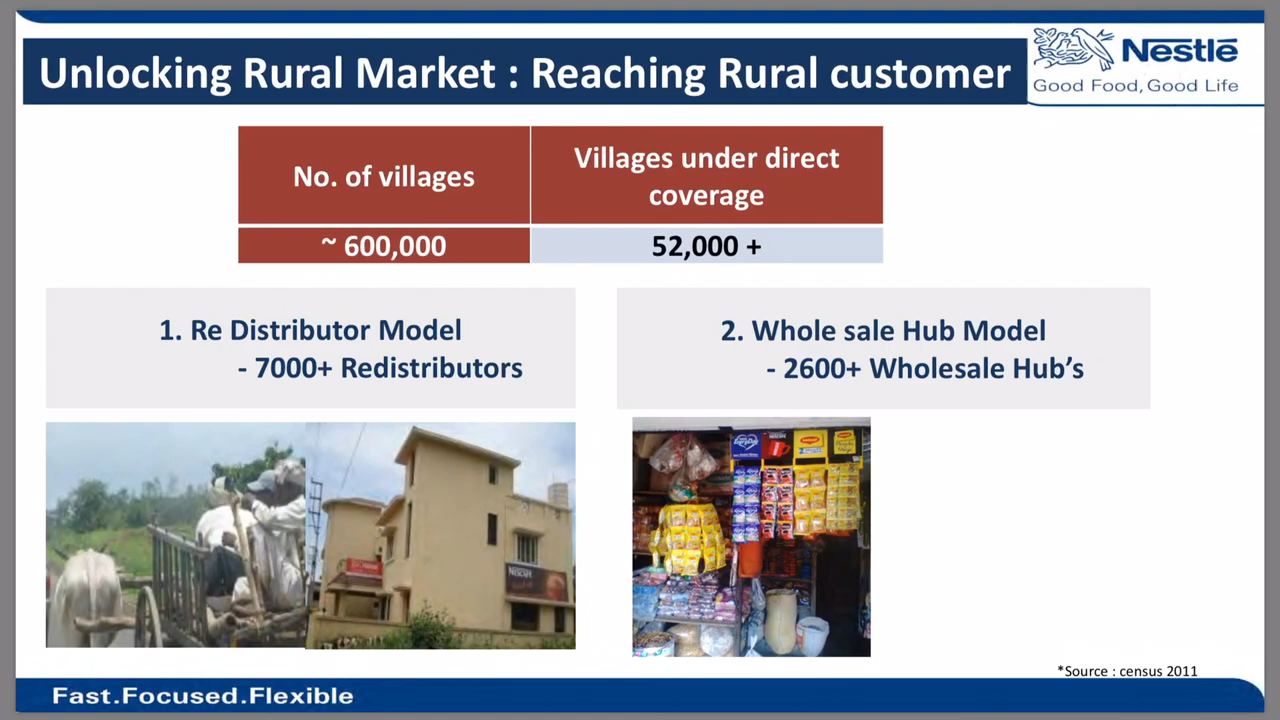 Unlocking Rural Market : Reaching Rural customer
Nestlé
Good Food, Good Life
No. of villages
Villages under direct
coverage
~ 600,000
52,000 +
1. Re Distributor Model
- 7000+ Redistributors
2. Whole sale Hub Model
- 2600+ Wholesale Hub's
NESCAFÉ
EveryDay
*Source : census 2011
Fast.Focused.Flexible